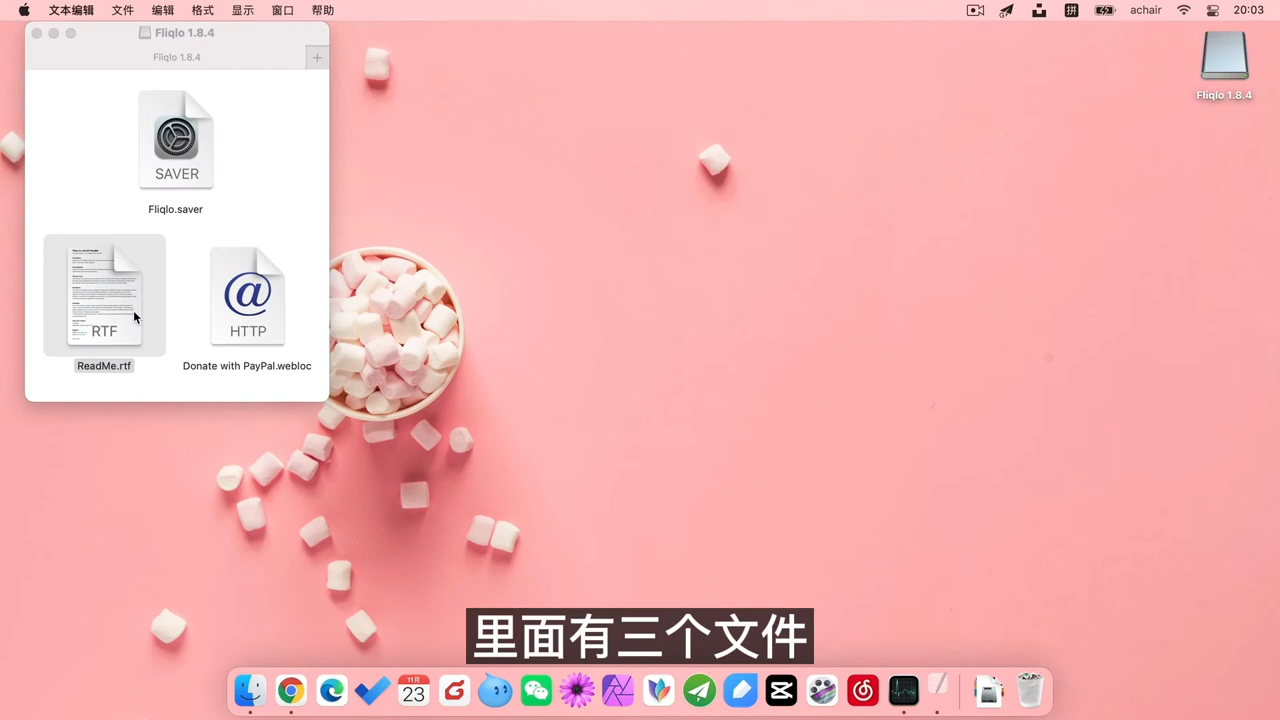 文本编辑 文件 编辑 格式 显示 窗口 帮助 拼 achair 20:03
Fliqlo 1.8.4
Fliqlo 1.8.4
SAVER
Fliqlo.saver
RTF
ReadMe.rtf
@
HTTP
Donate with PayPal.webloc
Fliqlo 1.8.4
里面有三个文件
11月
23